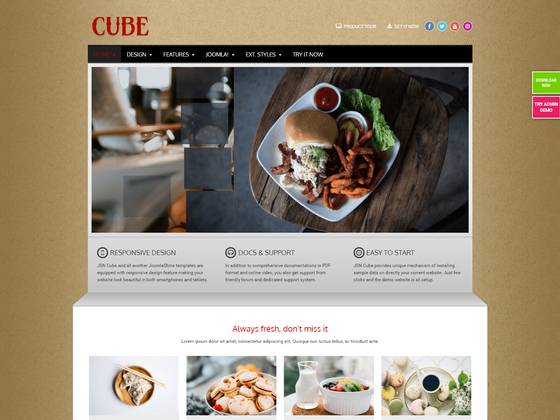 CUBE
PRODUCT TOUR
GET IT NOW
HOME
DESIGN
FEATURES
JOOMLA!
EXT. STYLES
TRY IT NOW
DOWNLOAD
NOW
TRY ADMIN
DEMO
RESPONSIVE DESIGN
JSN Cube and all another JoomlaShine templates are
equipped with responsive design feature making your
website look beautiful in both smartphones and tablets.
DOCS & SUPPORT
In addition to comprehensive documentations in PDF
format and online video, you also get support from
friendly forum and dedicated support system.
EASY TO START
JSN Cube provides unique mechanism of installing
sample data on directly your current website. Just few
clicks and the demo website is all setup.
Always fresh, don't miss it
Lorem ipsum dolor sit amet, consectetur adipiscing elit. Quisque non luctus tellus, ac tincidunt ante.